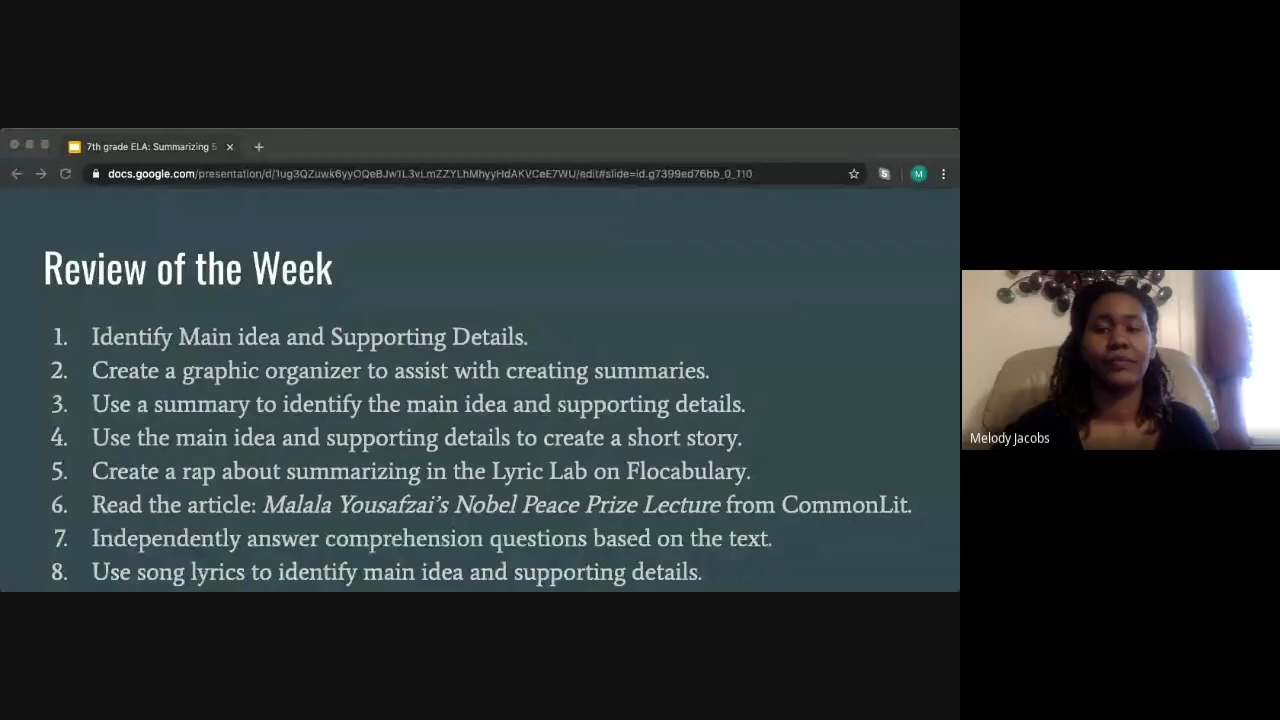 7th grade ELA: Summarizing 5
docs.google.com/presentation/d/
Review of the Week
1. Identify Main idea and Supporting Details.
2. Create a graphic organizer to assist with creating summaries.
3. Use a summary to identify the main idea and supporting details.
4. Use the main idea and supporting details to create a short story.
5. Create a rap about summarizing in the Lyric Lab on Flocabulary.
6. Read the article: Malala Yousafzai's Nobel Peace Prize Lecture from CommonLit.
7. Independently answer comprehension questions based on the text.
8. Use song lyrics to identify main idea and supporting details.
M
S
Melody Jacobs